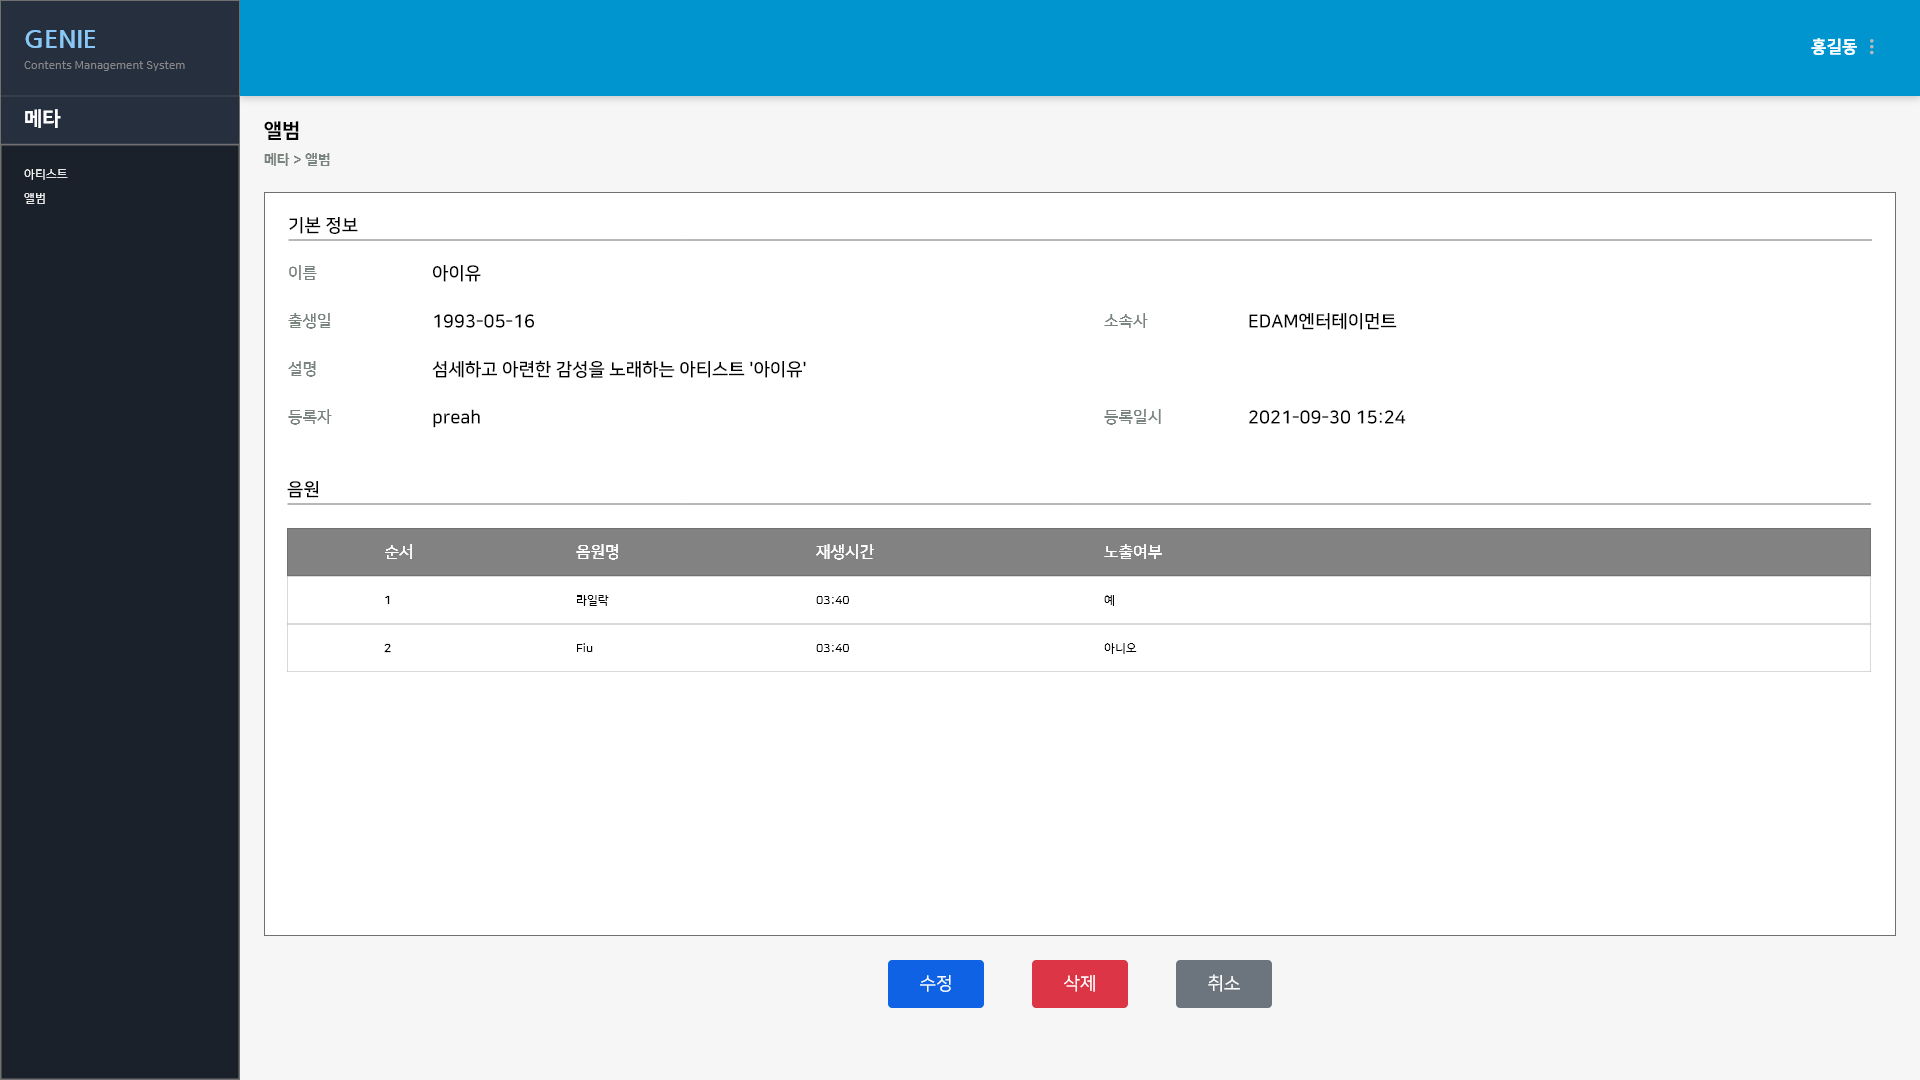 GENIE
Contents Management System
메타
아티스트
앨범
홍길동
앨범
메타 > 앨범
기본 정보
이름 아이유
출생일 1993-05-16 소속사 EDAM엔터테이먼트
설명 섬세하고 아련한 감성을 노래하는 아티스트 '아이유'
등록자 preah 등록일시 2021-09-30 15:24
음원
순서 음원명 재생시간 노출여부
1 라일락 03:40 예
2 Fiu 03:40 아니오
수정 삭제 취소